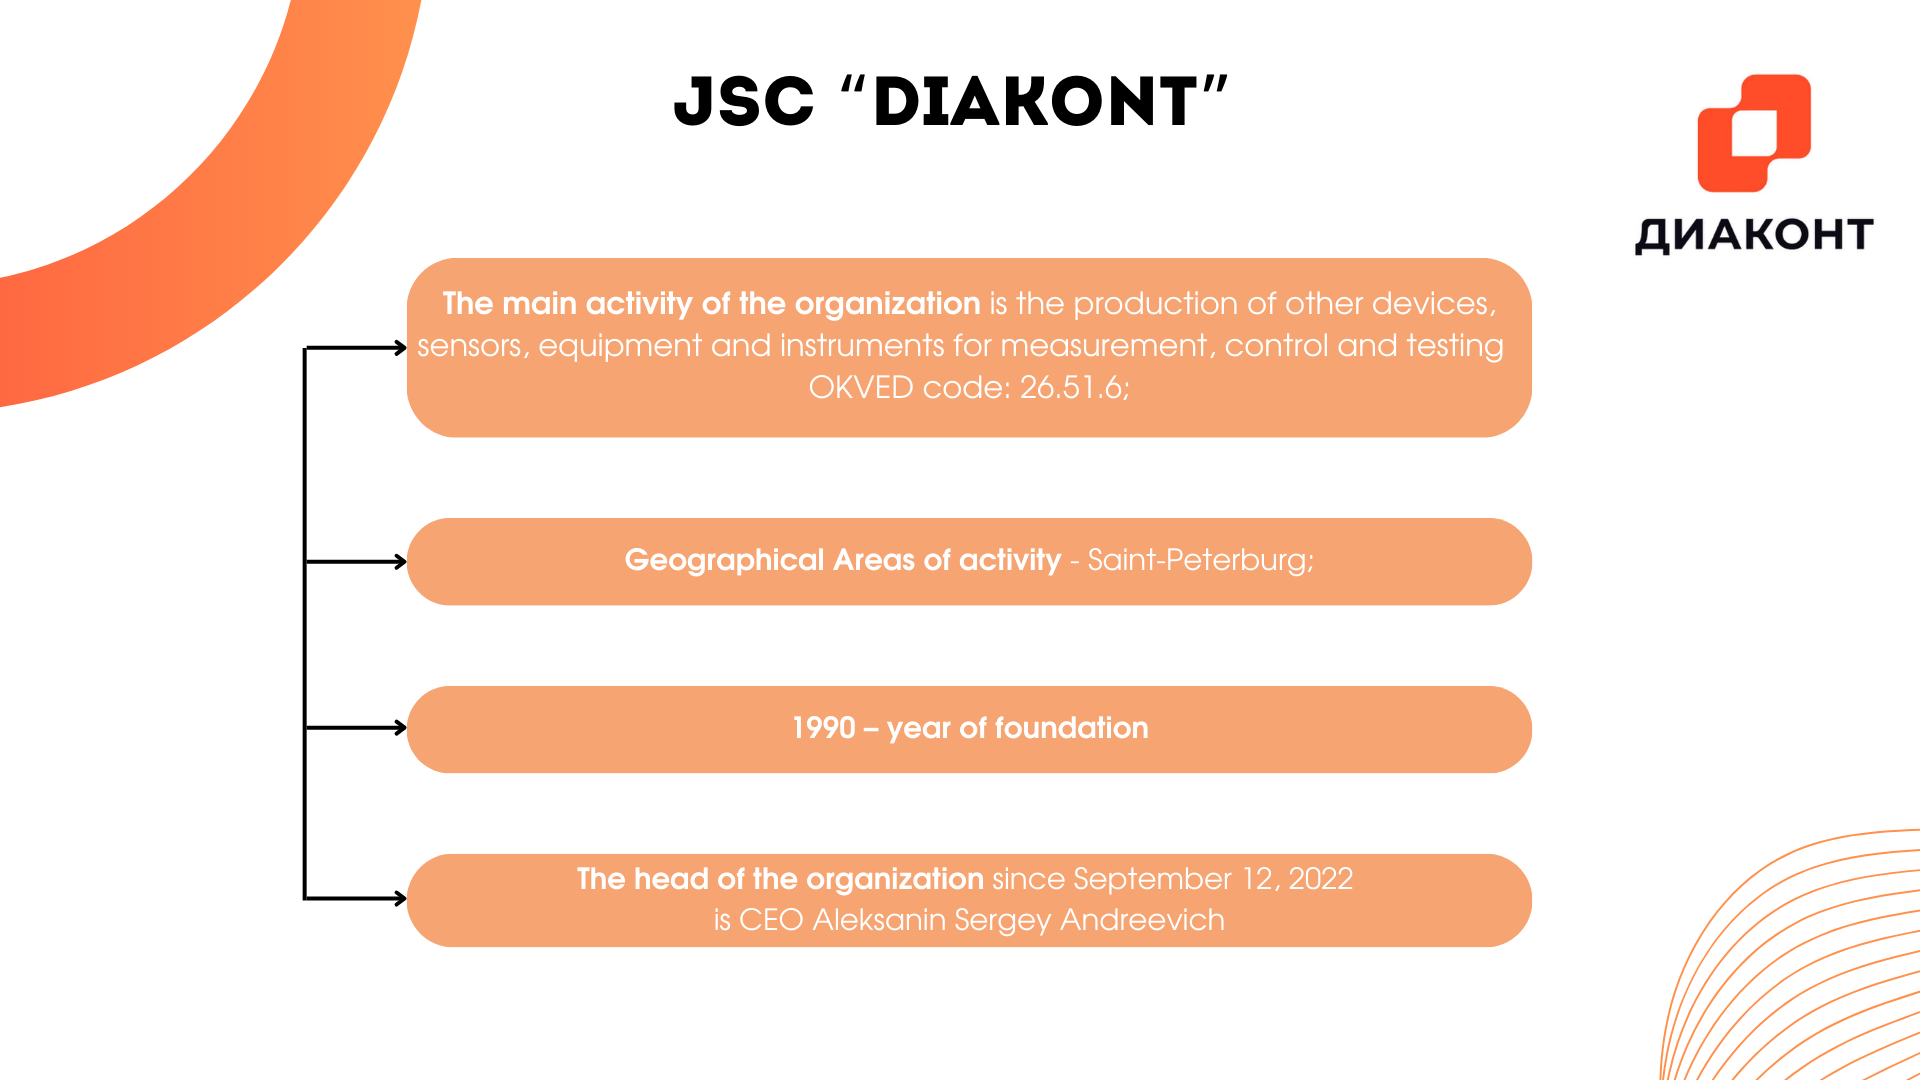 JSC “DIAKONT”
ДИАКОНТ
The main activity of the organization is the production of other devices,
sensors, equipment and instruments for measurement, control and testing
OKVED code: 26.51.6;
Geographical Areas of activity - Saint-Peterburg;
1990 – year of foundation
The head of the organization since September 12, 2022
is CEO Aleksanin Sergey Andreevich